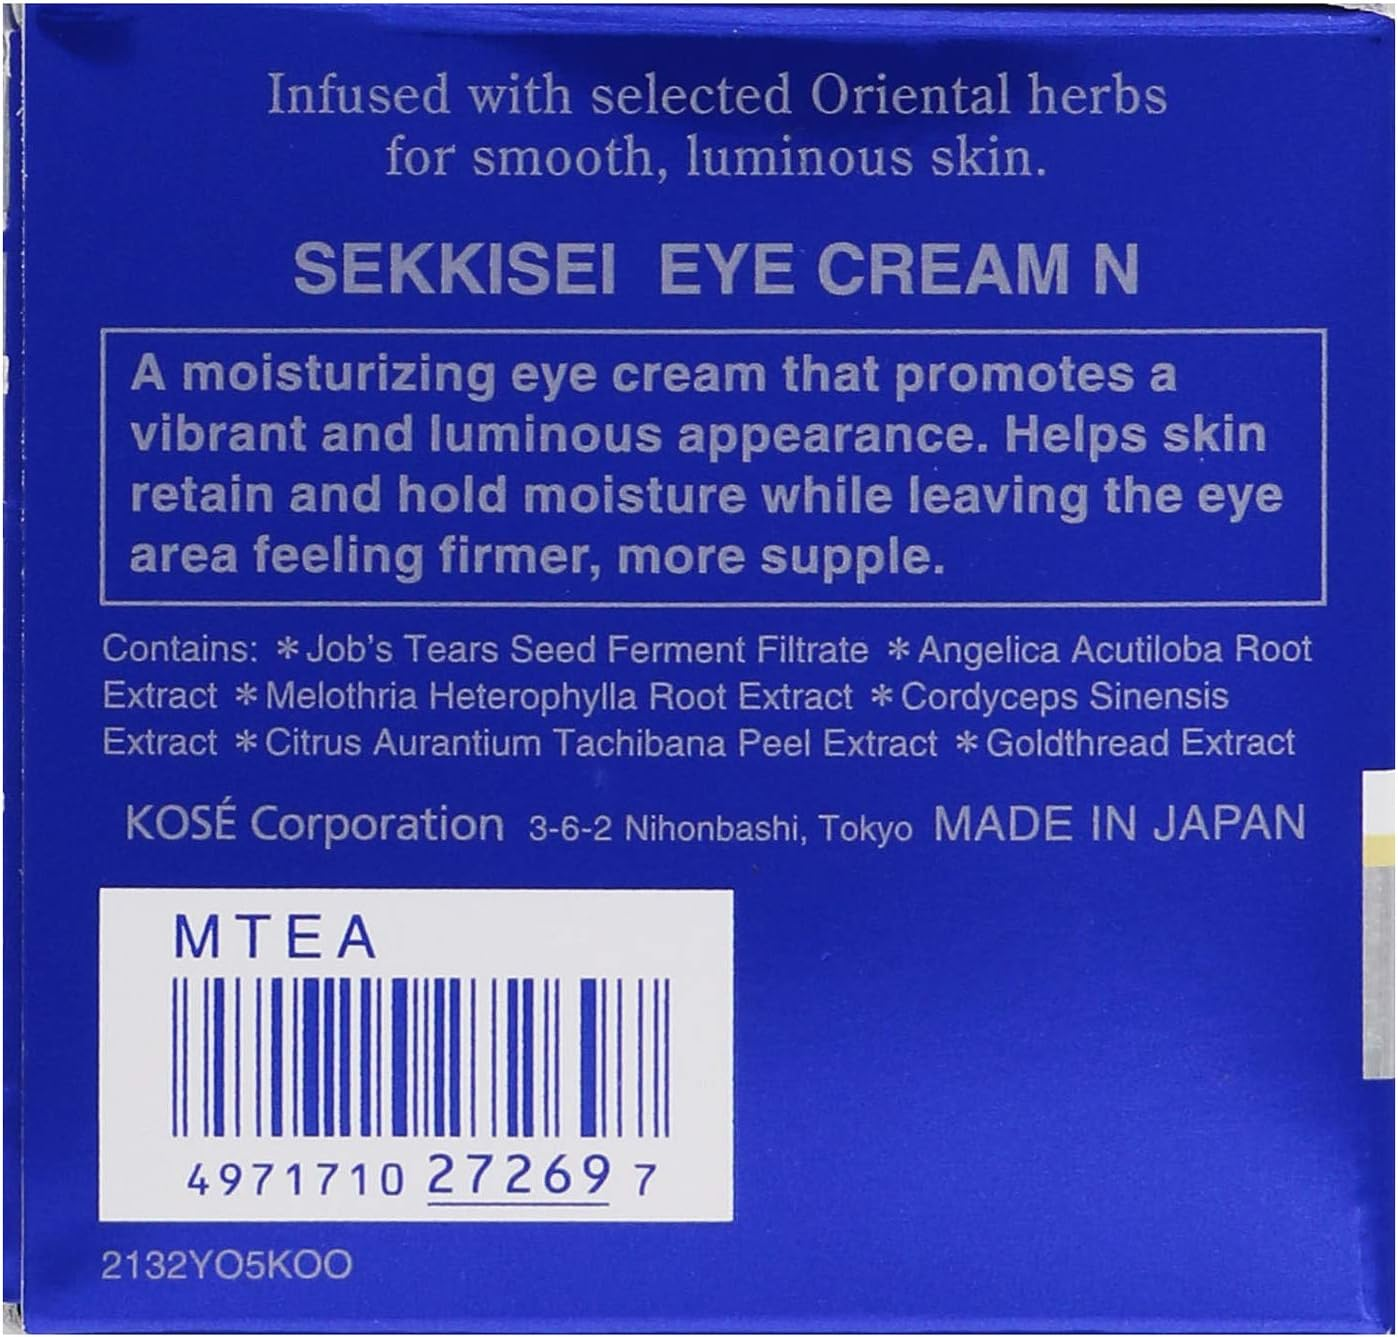 Infused with selected Oriental herbs
for smooth, luminous skin.
SEKKISEI EYE CREAM N
A moisturizing eye cream that promotes a
vibrant and luminous appearance. Helps skin
retain and hold moisture while leaving the eye
area feeling firmer, more supple.
Contains: *Job's Tears Seed Ferment Filtrate *Angelica Acutiloba Root
Extract *Melothria Heterophylla Root Extract *Cordyceps Sinensis
Extract *Citrus Aurantium Tachibana Peel Extract *Goldthread Extract
KOSÉ Corporation 3-6-2 Nihonbashi, Tokyo MADE IN JAPAN
MTEA
4971710 27269 7
2132YO5KOO